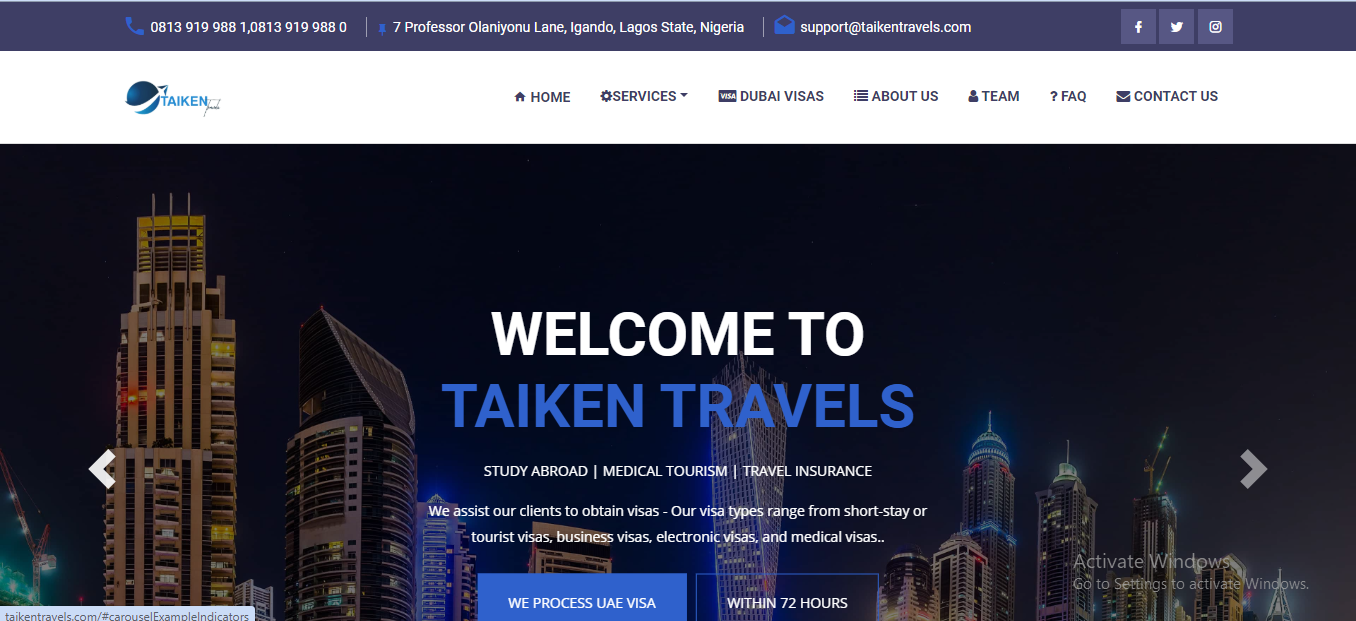 0813 919 988 1,0813 919 988 0
7 Professor Olaniyonu Lane, Igando, Lagos State, Nigeria
support@taikentravels.com
TAIKEN
HOME
SERVICES
VISA DUBAI VISAS
ABOUT US
TEAM
? FAQ
CONTACT US
WELCOME TO
TAIKEN TRAVELS
STUDY ABROAD | MEDICAL TOURISM | TRAVEL INSURANCE
We assist our clients to obtain visas - Our visa types range from short-stay or
tourist visas, business visas, electronic visas, and medical visas..
WE PROCESS UAE VISA
WITHIN 72 HOURS
Activate Windows
Go to Settings to activate Windows.
taikentravels.com/#carouselExampleIndicators